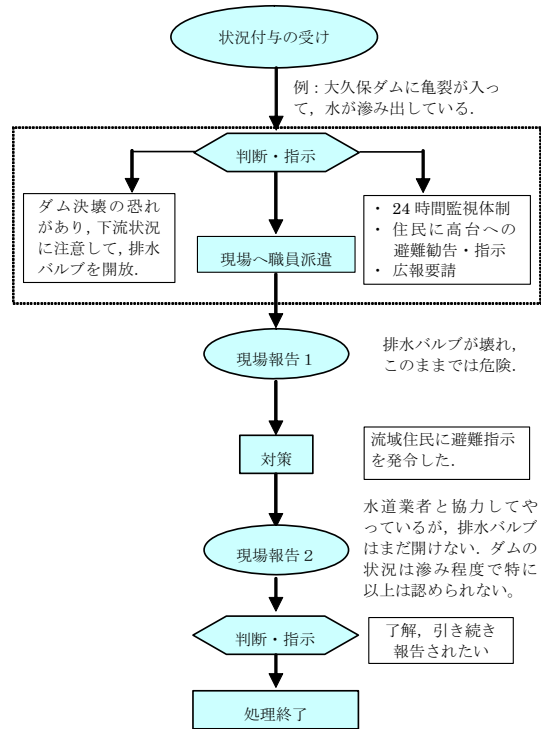 状況付与の受け
例：大久保ダムに亀裂が入っ
て，水が滲み出している．
判断・指示
ダム決壊の恐れ
があり，下流状況
に注意して，排水
バルブを開放．
現場へ職員派遣
・ 24 時間監視体制
・ 住民に高台への
避難勧告・指示
・ 広報要請
現場報告１
排水バルブが壊れ，
このままでは危険．
対策
流域住民に避難指示
を発令した．
現場報告２
水道業者と協力してや
っているが，排水バルブ
はまだ開けない．ダムの
状況は滲み程度で特に
以上は認められない。
判断・指示
了解，引き続き
報告されたい
処理終了